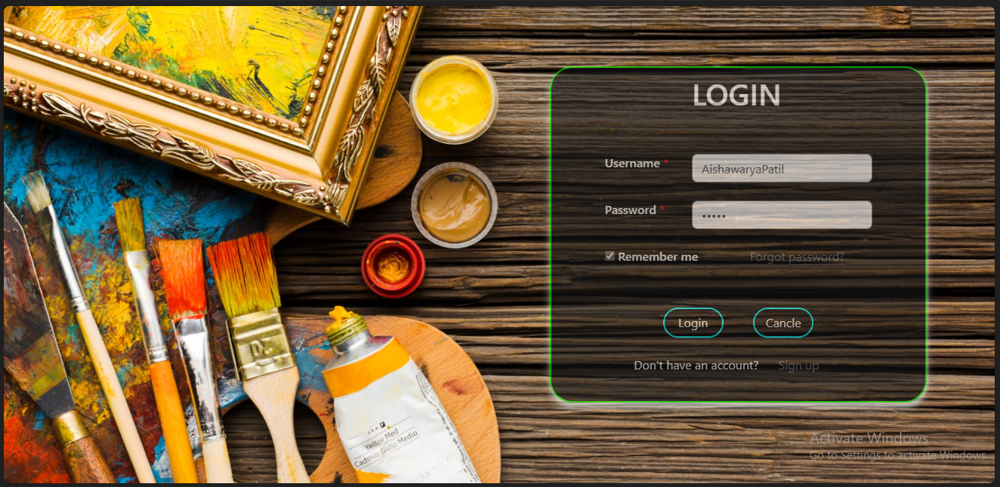 LOGIN
Username *
AishawaryaPatil
Password *
•••••
Remember me
Forgot password?
Login
Cancle
Don't have an account? Sign up
Yellow Med
Cadmio Giallo Medio
Activate Windows
Go to Settings to activate Windows.